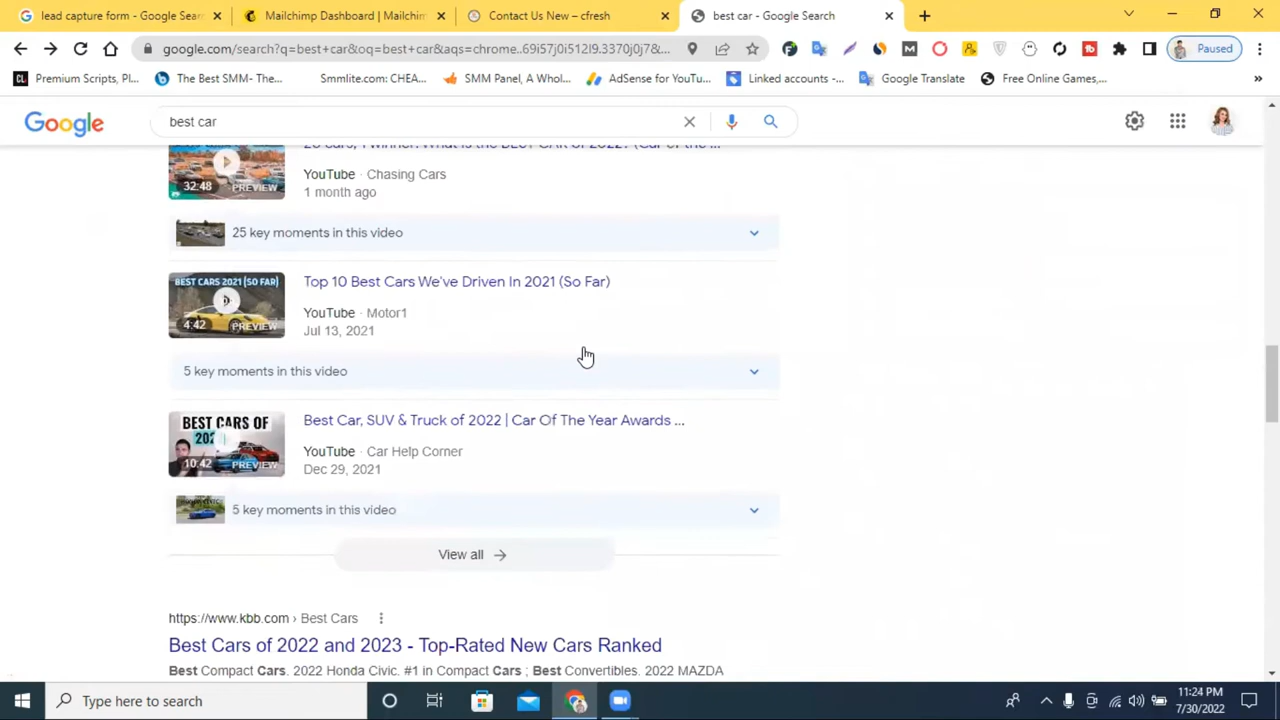 lead capture form - Google Sear
Mailchimp Dashboard | Mailchim
Contact Us New – cfresh
best car - Google Search
google.com/search?q=best+car&oq=best+car&aqs=chrome..69i57j0i512l9.3370j0j7&...
Paused
Premium Scripts, Pl...
The Best SMM- The...
Smmlite.com: CHEA...
SMM Panel, A Whol...
AdSense for YouTu...
Linked accounts -...
Google Translate
Free Online Games,...
Google
best car
YouTube · Chasing Cars
32:48 PREVIEW
1 month ago
25 key moments in this video
BEST CARS 2021 (SO FAR)
Top 10 Best Cars We've Driven In 2021 (So Far)
YouTube · Motor1
4:42 PREVIEW
Jul 13, 2021
5 key moments in this video
BEST CARS OF
Best Car, SUV & Truck of 2022 | Car Of The Year Awards ...
YouTube · Car Help Corner
10:42 PREVIEW
Dec 29, 2021
5 key moments in this video
View all
https://www.kbb.com › Best Cars
Best Cars of 2022 and 2023 - Top-Rated New Cars Ranked
Best Compact Cars. 2022 Honda Civic. #1 in Compact Cars ; Best Convertibles. 2022 MAZDA
Type here to search
11:24 PM
7/30/2022